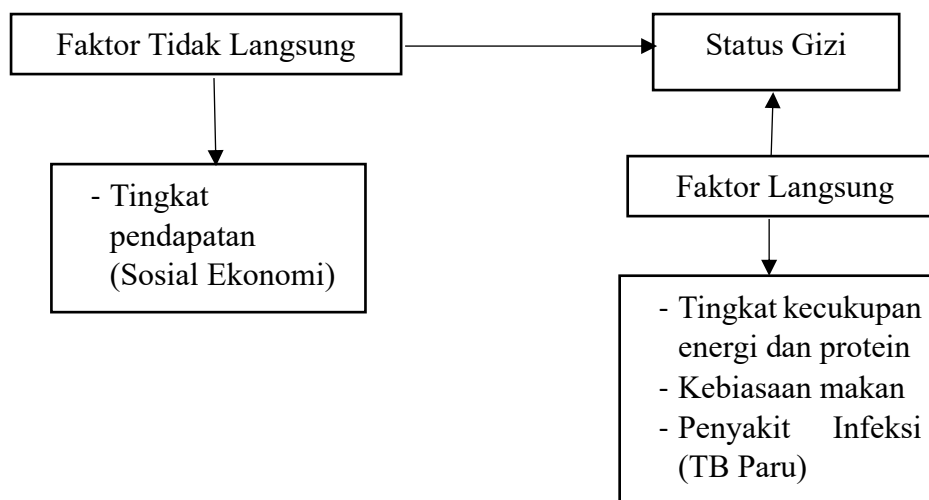 Faktor Tidak Langsung
Status Gizi
Faktor Langsung
- Tingkat
pendapatan
(Sosial Ekonomi)
- Tingkat kecukupan
energi dan protein
- Kebiasaan makan
- Penyakit Infeksi
(TB Paru)